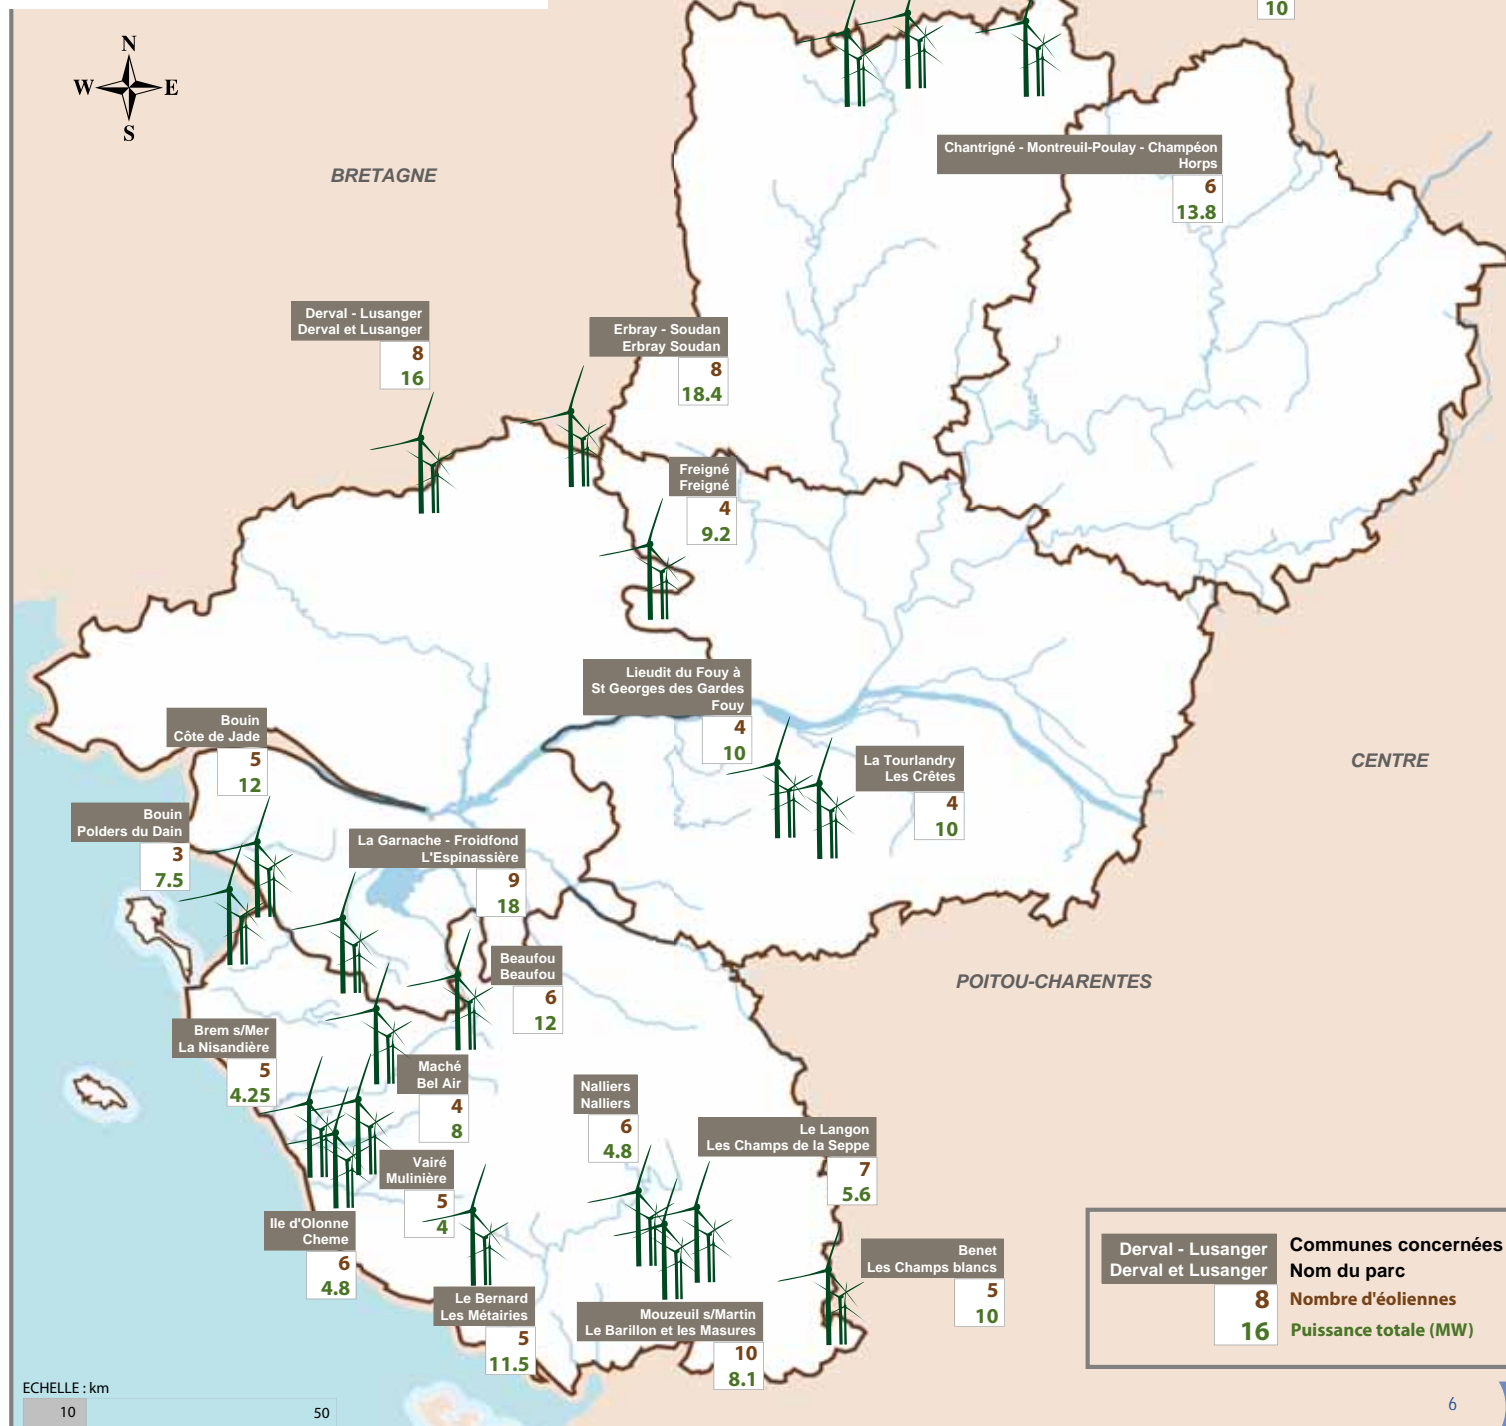 10
N
W E
S
BRETAGNE
Chantrigné - Montreuil-Poulay - Champéon
Horps
6
13.8
Derval - Lusanger
Derval et Lusanger
8
16
Erbray - Soudan
Erbray Soudan
8
18.4
Freigné
Freigné
4
9.2
Lieudit du Fouy à
St Georges des Gardes
Fouy
4
10
Bouin
Côte de Jade
5
12
La Tourlandry
Les Crêtes
4
10
CENTRE
Bouin
Polders du Dain
3
7.5
La Garnache - Froidfond
L'Espinassière
9
18
Beaufou
Beaufou
6
12
POITOU-CHARENTES
Brem s/Mer
La Nisandière
5
4.25
Maché
Bel Air
4
8
Nalliers
Nalliers
6
4.8
Le Langon
Les Champs de la Seppe
7
5.6
Vairé
Mulinière
5
4
Ile d'Olonne
Cheme
6
4.8
Benet
Les Champs blancs
5
10
Le Bernard
Les Métairies
5
11.5
Mouzeuil s/Martin
Le Barillon et les Masures
10
8.1
Derval - Lusanger Communes concernées
Derval et Lusanger Nom du parc
8 Nombre d'éoliennes
16 Puissance totale (MW)
ECHELLE : km
10 50
6